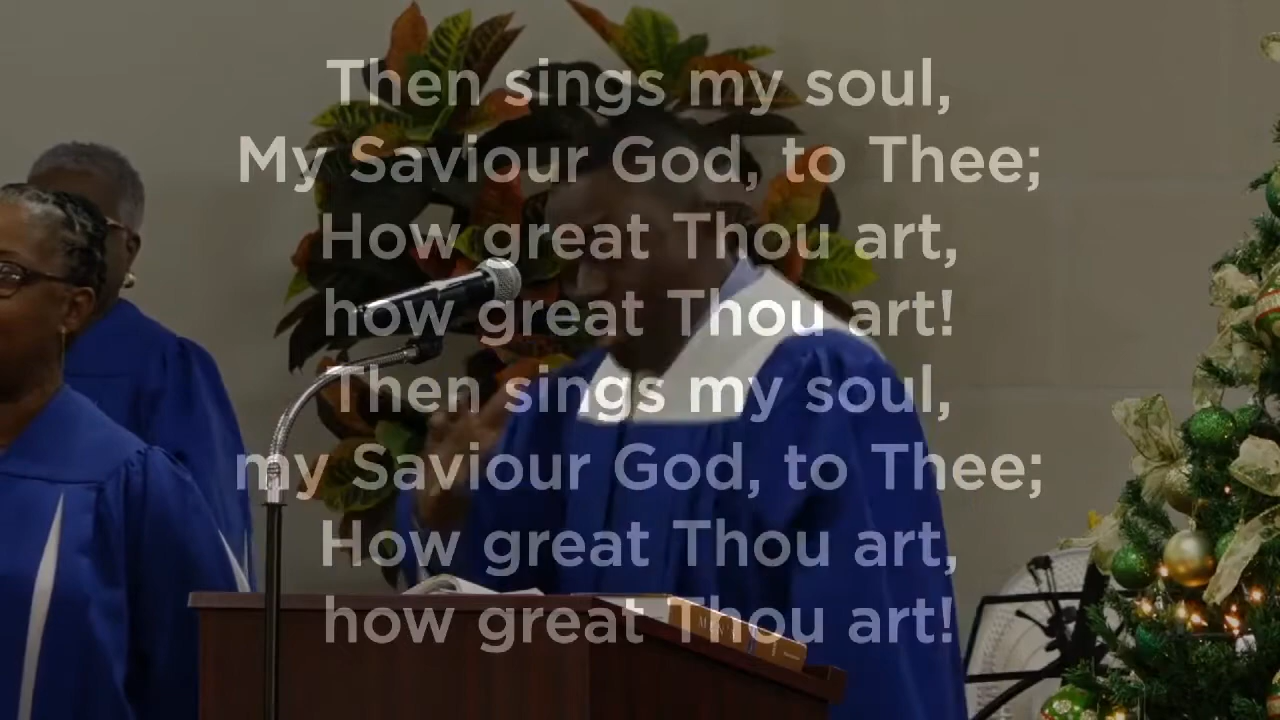 Then sings my soul,
My Saviour God, to Thee;
How great Thou art,
how great Thou art!
Then sings my soul,
my Saviour God, to Thee;
How great Thou art,
how great Thou art!